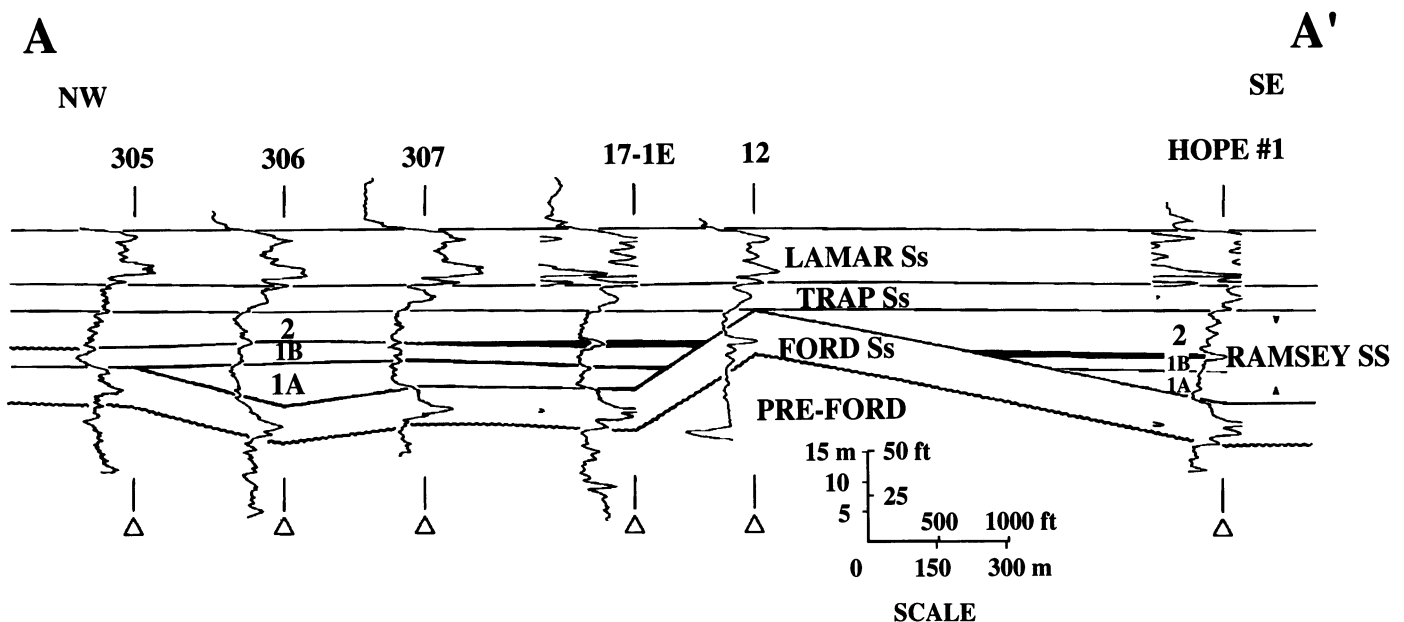 A A'
NW SE
305 306 307 17-1E 12 HOPE #1
LAMAR Ss
TRAP Ss
2 2
1B FORD Ss 1B RAMSEY SS
1A 1A
PRE-FORD
15 m 50 ft
10 25
5 500 1000 ft
0 150 300 m
SCALE